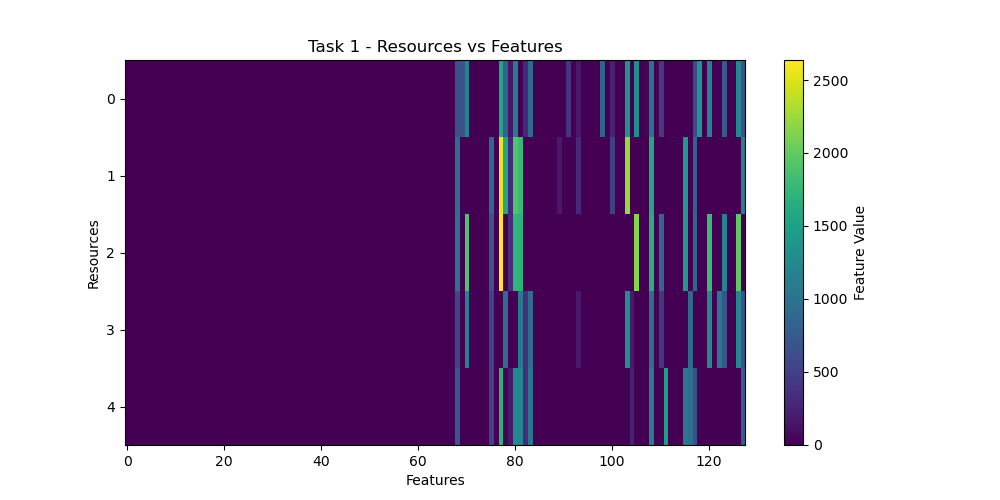 Task 1 - Resources vs Features
Resources
0
1
2
3
4
0 20 40 60 80 100 120
Features
2500
2000
1500
1000
500
0
Feature Value